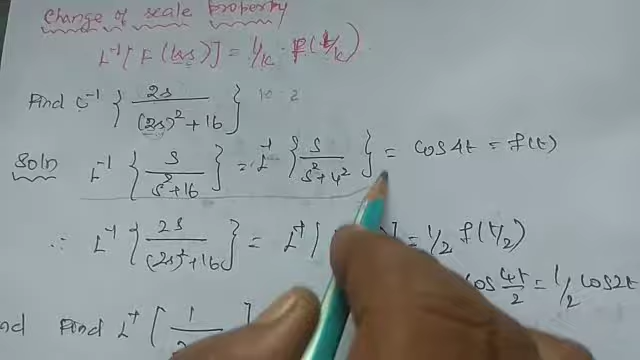 Change of scale property
L⁻¹[F(ks)] = 1/k · f(t/k).
Find L⁻¹ { 2s / (2s)² + 16 } 10 - 2
Soln L⁻¹ { s / s² + 16 } = L⁻¹ { s / s² + 4² } = cos 4t = f(t)
∴ L⁻¹ { 2s / (2s)² + 16 } = L⁻¹ [ ] = 1/2 f(t/2)
cos 4t/2 = 1/2 cos 2t
Find L⁻¹ [ 1 /